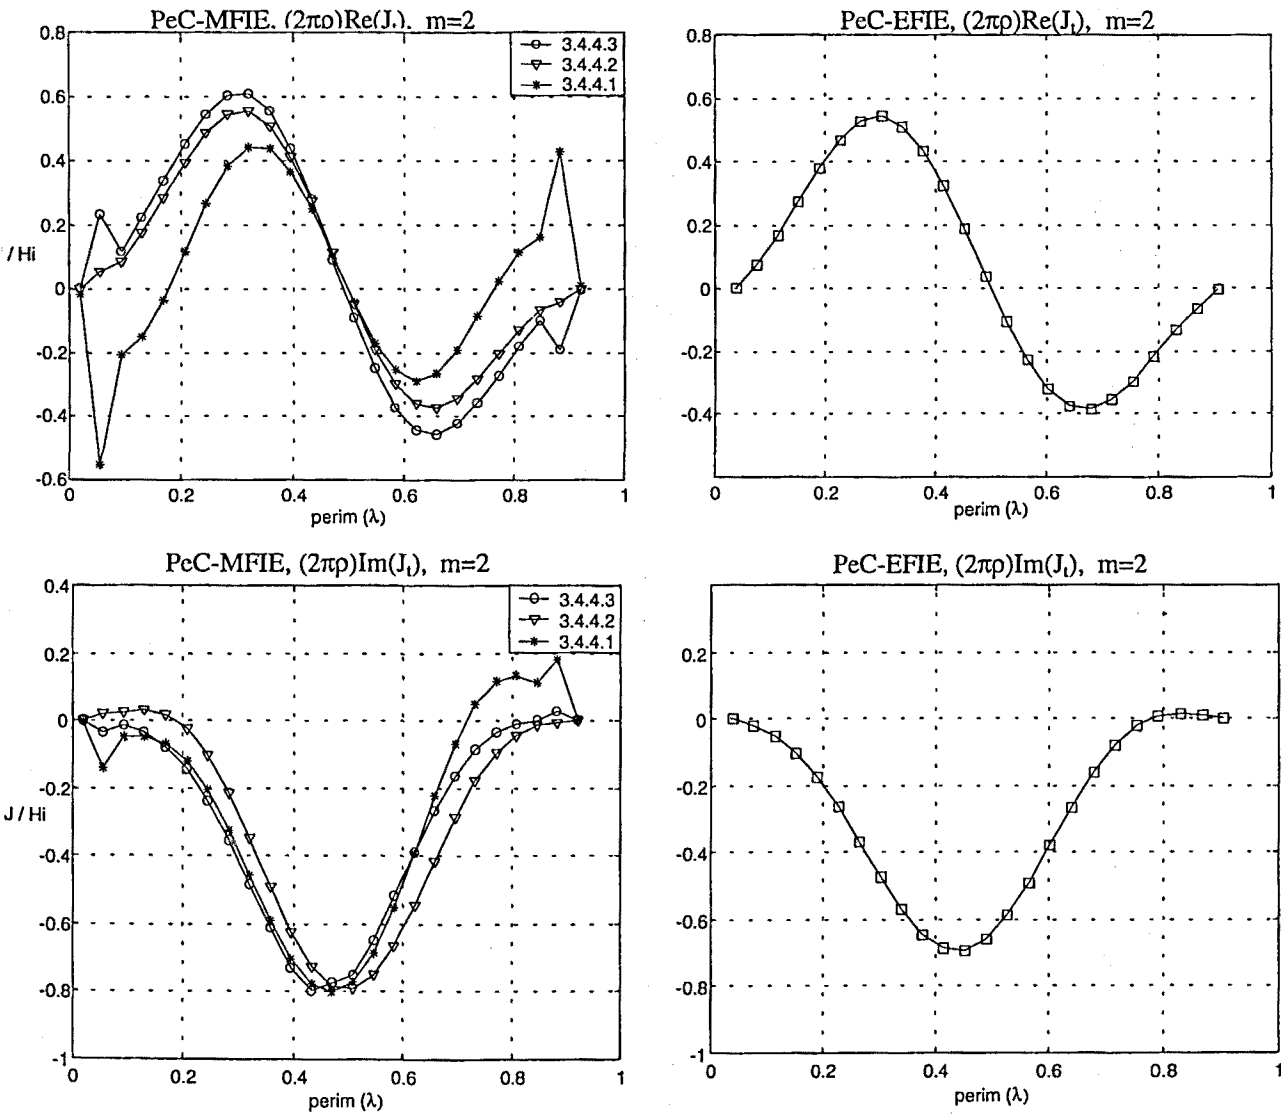 PeC-MFIE, (2πρ)Re(Jt), m=2
0.8
0.6
0.4
0.2
0
-0.2
-0.4
-0.6
/ Hi
3.4.4.3
3.4.4.2
3.4.4.1
0 0.2 0.4 0.6 0.8 1
perim (λ)
PeC-EFIE, (2πρ)Re(Jt), m=2
0.8
0.6
0.4
0.2
0
-0.2
-0.4
0 0.2 0.4 0.6 0.8 1
perim (λ)
PeC-MFIE, (2πρ)Im(Jt), m=2
0.4
0.2
0
-0.2
-0.4
-0.6
-0.8
-1
J / Hi
3.4.4.3
3.4.4.2
3.4.4.1
0 0.2 0.4 0.6 0.8 1
perim (λ)
PeC-EFIE, (2πρ)Im(Jt), m=2
0.2
0
-0.2
-0.4
-0.6
-0.8
-1
0 0.2 0.4 0.6 0.8 1
perim (λ)